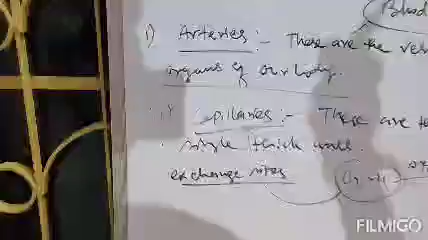 Blood
1) Arteries :- These are the
organs of our body.
capillaries :- These are
single thick walls.
exchange sites
FILMIGO